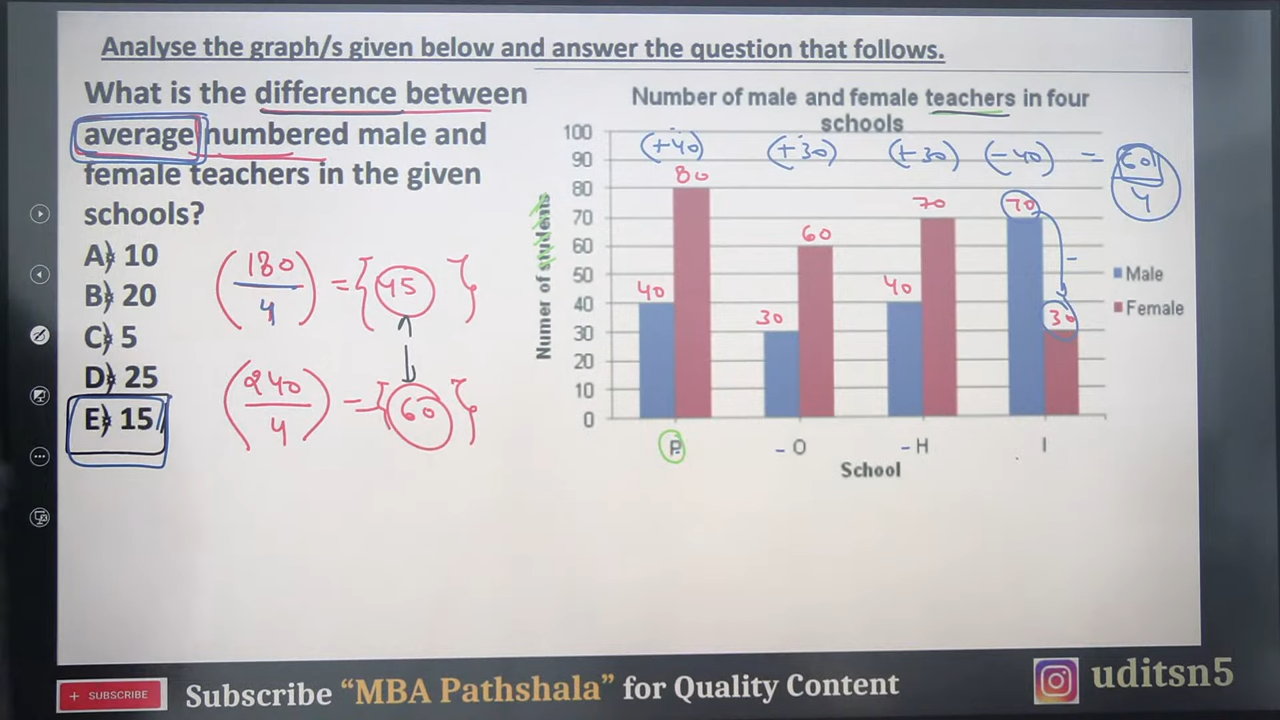 Analyse the graph/s given below and answer the question that follows.
What is the difference between
average numbered male and
female teachers in the given
schools?
A) 10
B) 20
C) 5
D) 25
E) 15
(180/4) = {45}
(240/4) = {60}
Number of male and female teachers in four
schools
(+40) (+30) (+30) (-40) = 60/4
Numer of students
100
90
80
70
60
50
40
30
20
10
0
40 80
30 60
40 70
70 30
Male
Female
P - O - H I
School
+ SUBSCRIBE
Subscribe “MBA Pathshala” for Quality Content
uditsn5